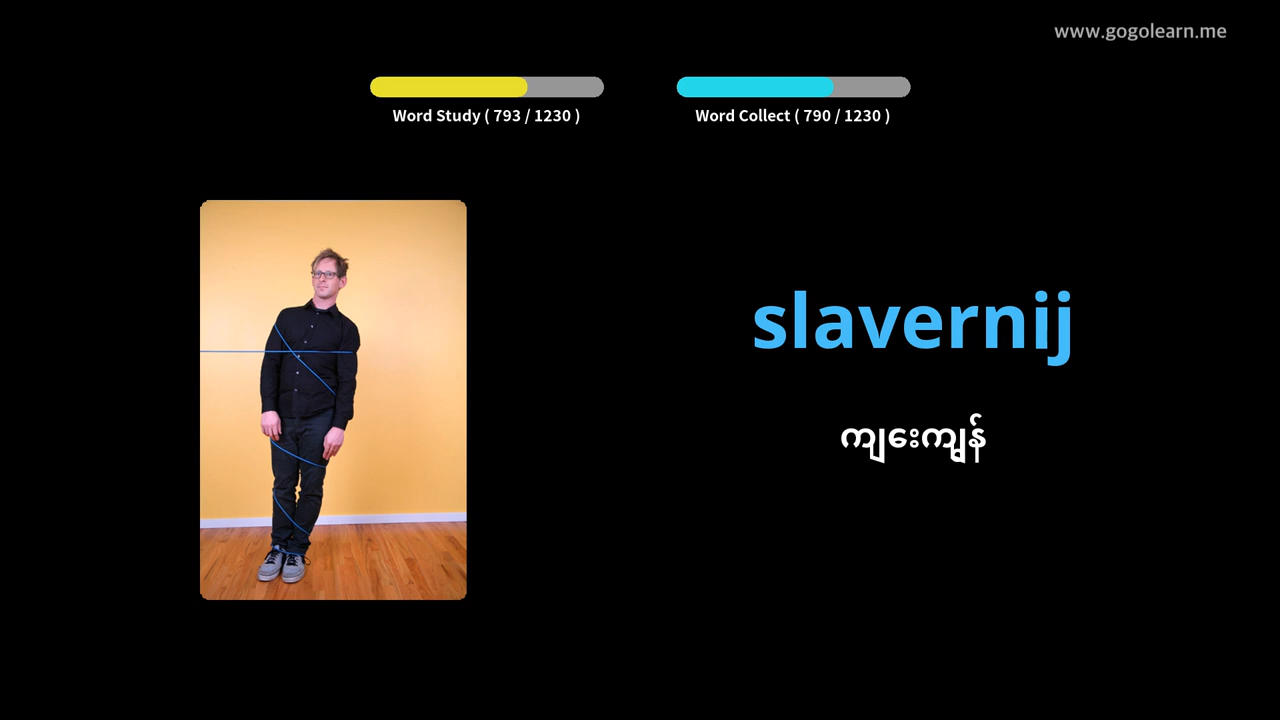 www.gogolearn.me
Word Study ( 793 / 1230 )
Word Collect ( 790 / 1230 )
slavernij
ကျေးကျွန်